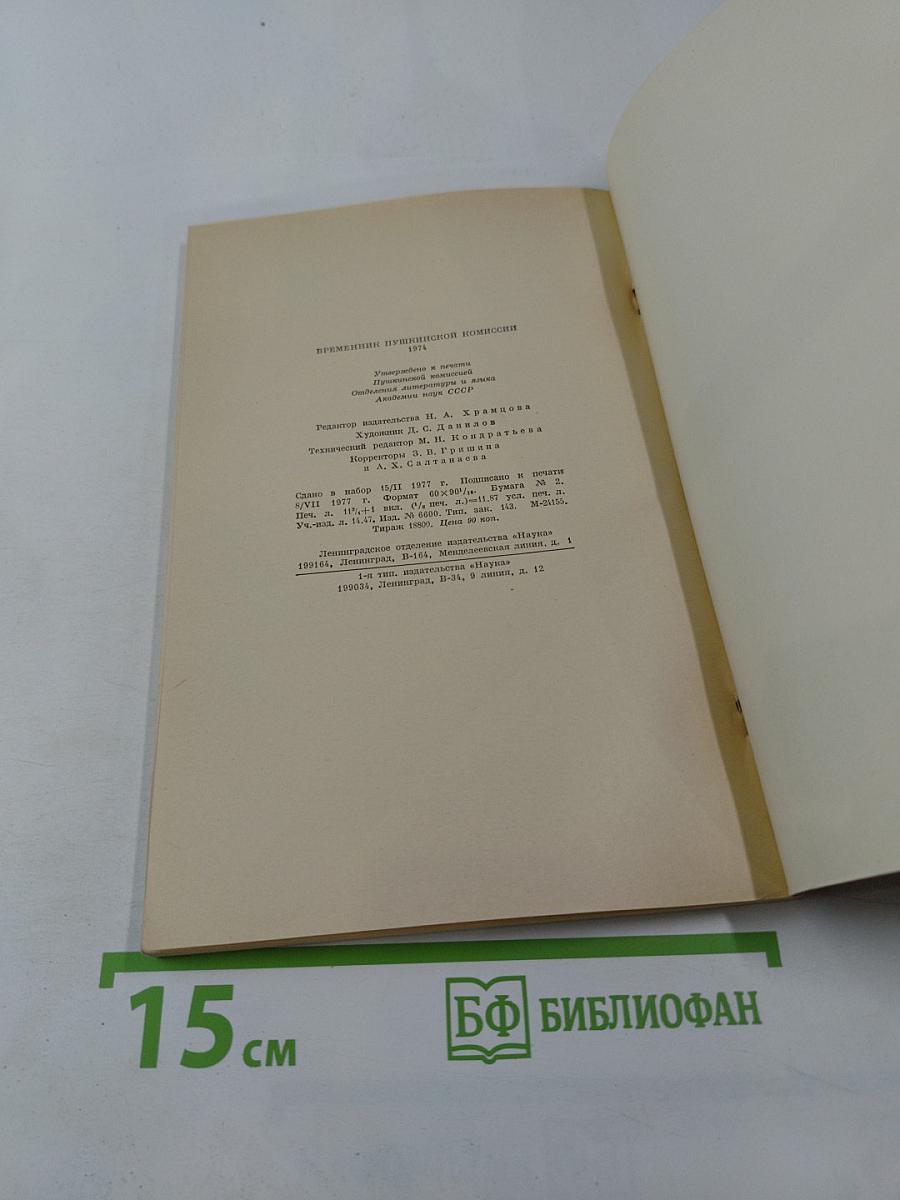 ВРЕМЕННИК ПУШКИНСКОЙ КОМИССИИ
1974
Утверждено к печати
Пушкинской комиссией
Отделения литературы и языка
Академии наук СССР
Редактор издательства Н. А. Храмцова
Художник Д. С. Данилов
Технический редактор М. Н. Кондратьева
Корректоры З. В. Гришина
и А. Х. Салтанаева
Сдано в набор 15/II 1977 г. Подписано к печати
8/VII 1977 г. Формат 60×90¹/₁₆. Бумага № 2.
Печ. л. 11³/₄+1 вкл. (¹/₈ печ. л.)=11.87 усл. печ. л.
Уч.-изд. л. 14.47. Изд. № 6600. Тип. зак. 143. М-24155.
Тираж 18800. Цена 90 коп.
Ленинградское отделение издательства «Наука»
199164, Ленинград, В-164, Менделеевская линия, д. 1
1-я тип. издательства «Наука»
199034, Ленинград, В-34, 9 линия, д. 12
15 см
БФ БИБЛИОФАН